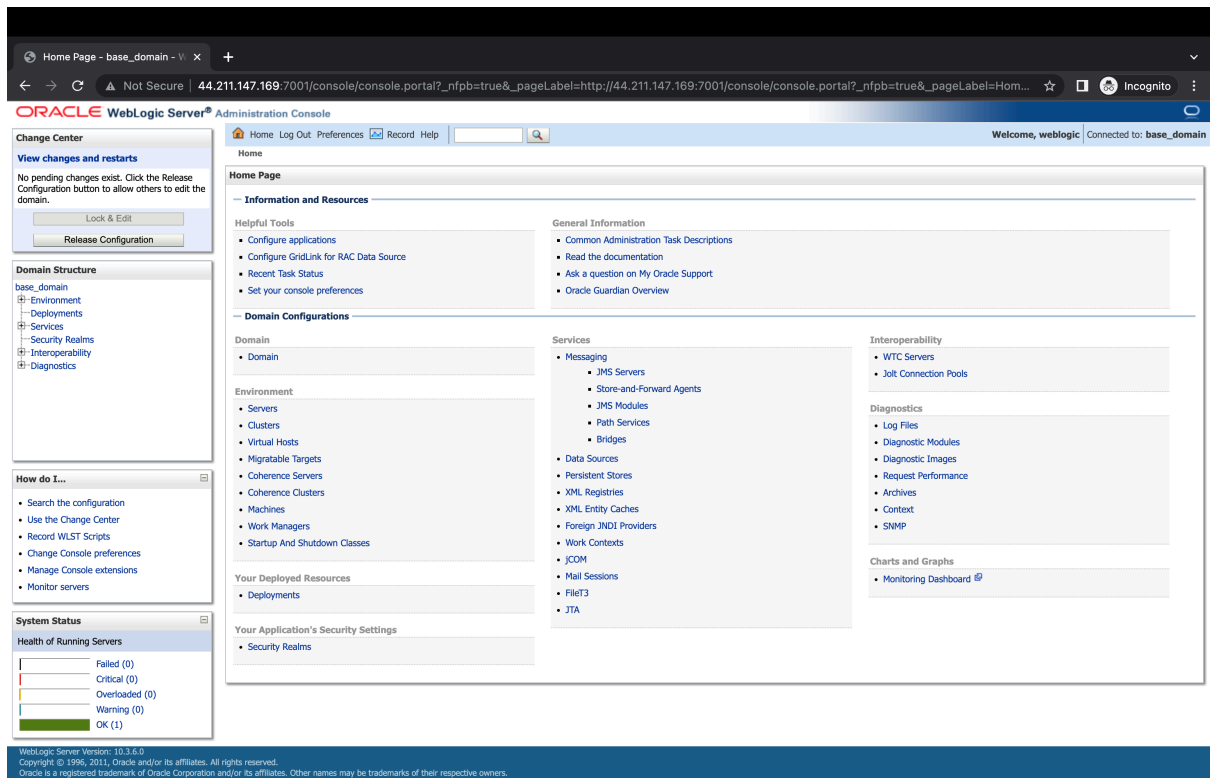 Home Page - base_domain - W
Not Secure | 44.211.147.169:7001/console/console.portal?_nfpb=true&_pageLabel=http://44.211.147.169:7001/console/console.portal?_nfpb=true&_pageLabel=Hom...
Incognito
ORACLE WebLogic Server® Administration Console
Change Center
View changes and restarts
No pending changes exist. Click the Release
Configuration button to allow others to edit the
domain.
Lock & Edit
Release Configuration
Domain Structure
base_domain
Environment
Deployments
Services
Security Realms
Interoperability
Diagnostics
How do I...
Search the configuration
Use the Change Center
Record WLST Scripts
Change Console preferences
Manage Console extensions
Monitor servers
System Status
Health of Running Servers
Failed (0)
Critical (0)
Overloaded (0)
Warning (0)
OK (1)
Home Log Out Preferences Record Help
Welcome, weblogic Connected to: base_domain
Home
Home Page
Information and Resources
Helpful Tools
Configure applications
Configure GridLink for RAC Data Source
Recent Task Status
Set your console preferences
General Information
Common Administration Task Descriptions
Read the documentation
Ask a question on My Oracle Support
Oracle Guardian Overview
Domain Configurations
Domain
Domain
Environment
Servers
Clusters
Virtual Hosts
Migratable Targets
Coherence Servers
Coherence Clusters
Machines
Work Managers
Startup And Shutdown Classes
Your Deployed Resources
Deployments
Your Application's Security Settings
Security Realms
Services
Messaging
JMS Servers
Store-and-Forward Agents
JMS Modules
Path Services
Bridges
Data Sources
Persistent Stores
XML Registries
XML Entity Caches
Foreign JNDI Providers
Work Contexts
jCOM
Mail Sessions
FileT3
JTA
Interoperability
WTC Servers
Jolt Connection Pools
Diagnostics
Log Files
Diagnostic Modules
Diagnostic Images
Request Performance
Archives
Context
SNMP
Charts and Graphs
Monitoring Dashboard
WebLogic Server Version: 10.3.6.0
Copyright © 1996, 2011, Oracle and/or its affiliates. All rights reserved.
Oracle is a registered trademark of Oracle Corporation and/or its affiliates. Other names may be trademarks of their respective owners.